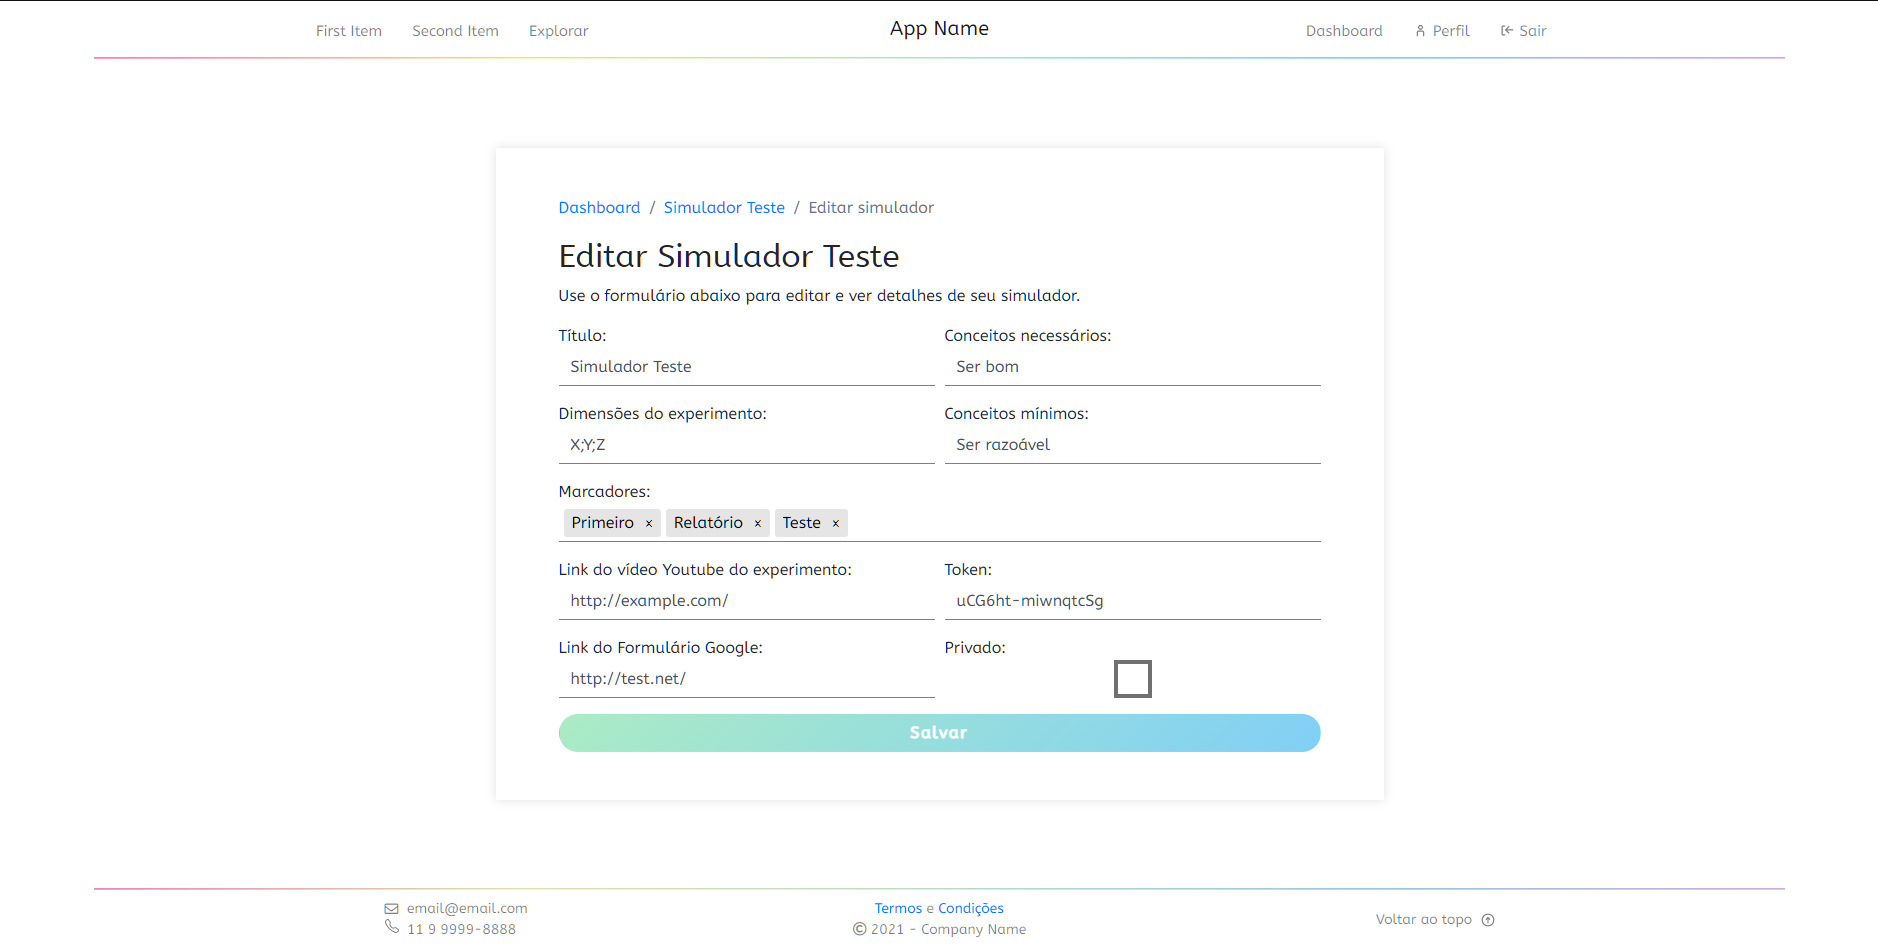 First Item Second Item Explorar App Name Dashboard Perfil Sair
Dashboard / Simulador Teste / Editar simulador
Editar Simulador Teste
Use o formulário abaixo para editar e ver detalhes de seu simulador.
Título: Conceitos necessários:
Simulador Teste Ser bom
Dimensões do experimento: Conceitos mínimos:
X;Y;Z Ser razoável
Marcadores:
Primeiro x Relatório x Teste x
Link do vídeo Youtube do experimento: Token:
http://example.com/ uCG6ht-miwnqtcSg
Link do Formulário Google: Privado:
http://test.net/
Salvar
email@email.com Termos e Condições Voltar ao topo
11 9 9999-8888 © 2021 - Company Name